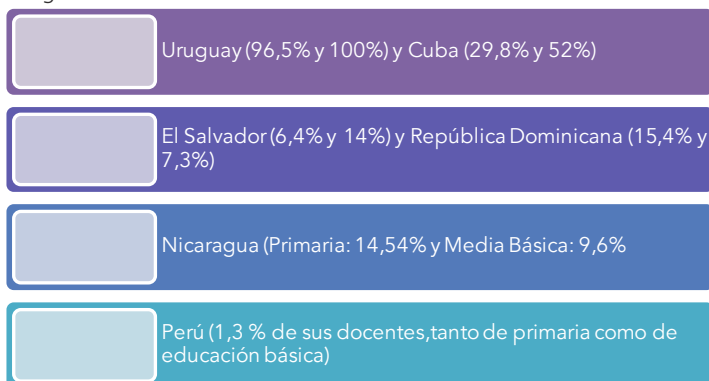 Uruguay (96,5% y 100%) y Cuba (29,8% y 52%)
El Salvador (6,4% y 14%) y República Dominicana (15,4% y
7,3%)
Nicaragua (Primaria: 14,54% y Media Básica: 9,6%
Perú (1,3 % de sus docentes,tanto de primaria como de
educación básica)